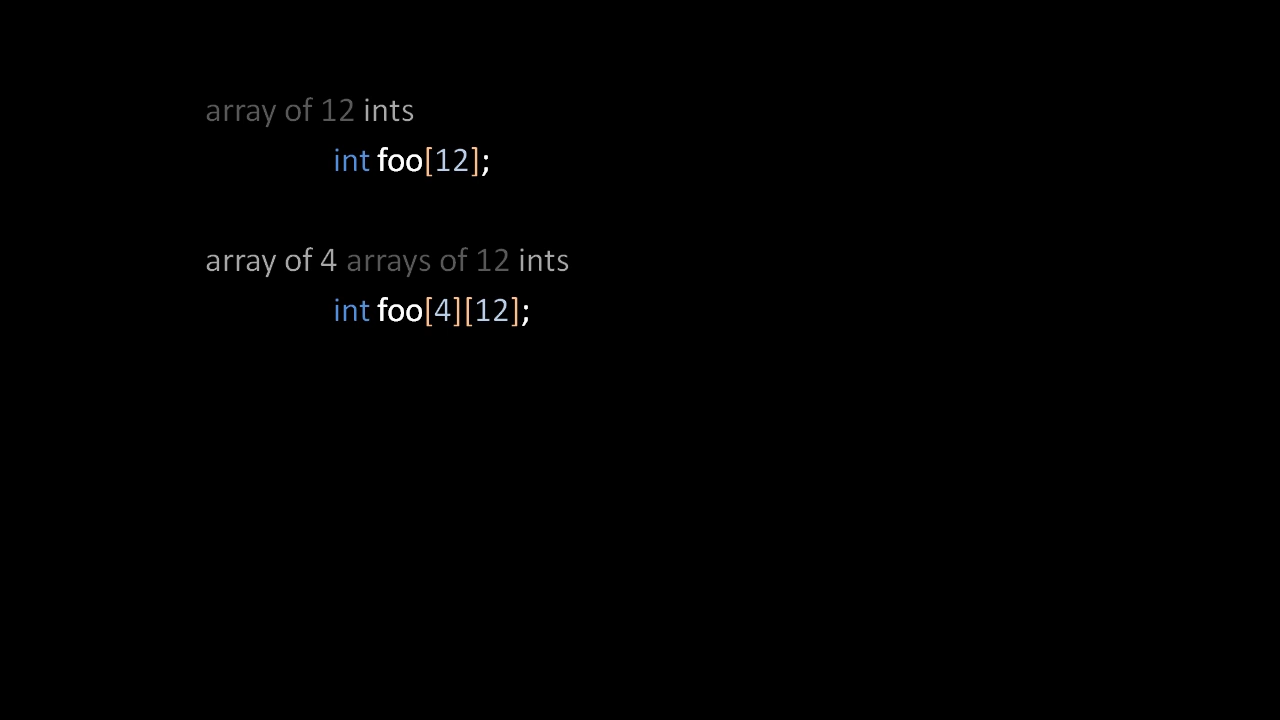 array of 12 ints
int foo[12];
array of 4 arrays of 12 ints
int foo[4][12];